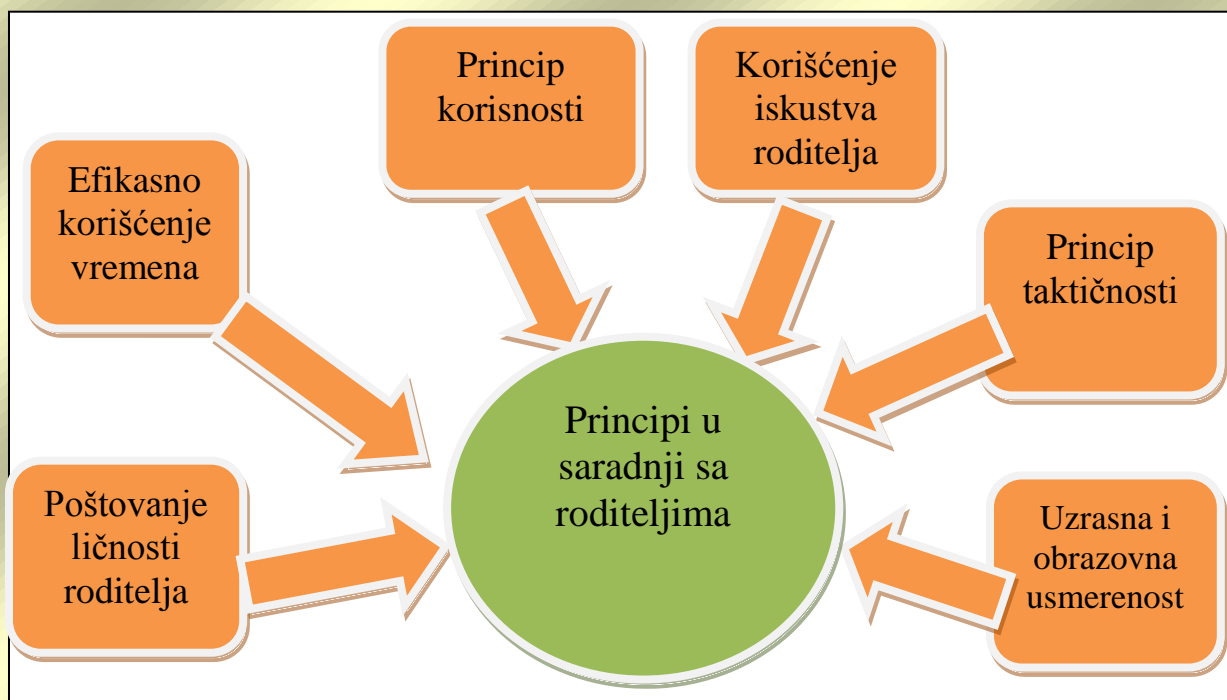 Princip
korisnosti
Korišćenje
iskustva
roditelja
Efikasno
korišćenje
vremena
Princip
taktičnosti
Principi u
saradnji sa
roditeljima
Poštovanje
ličnosti
roditelja
Uzrasna i
obrazovna
usmerenost